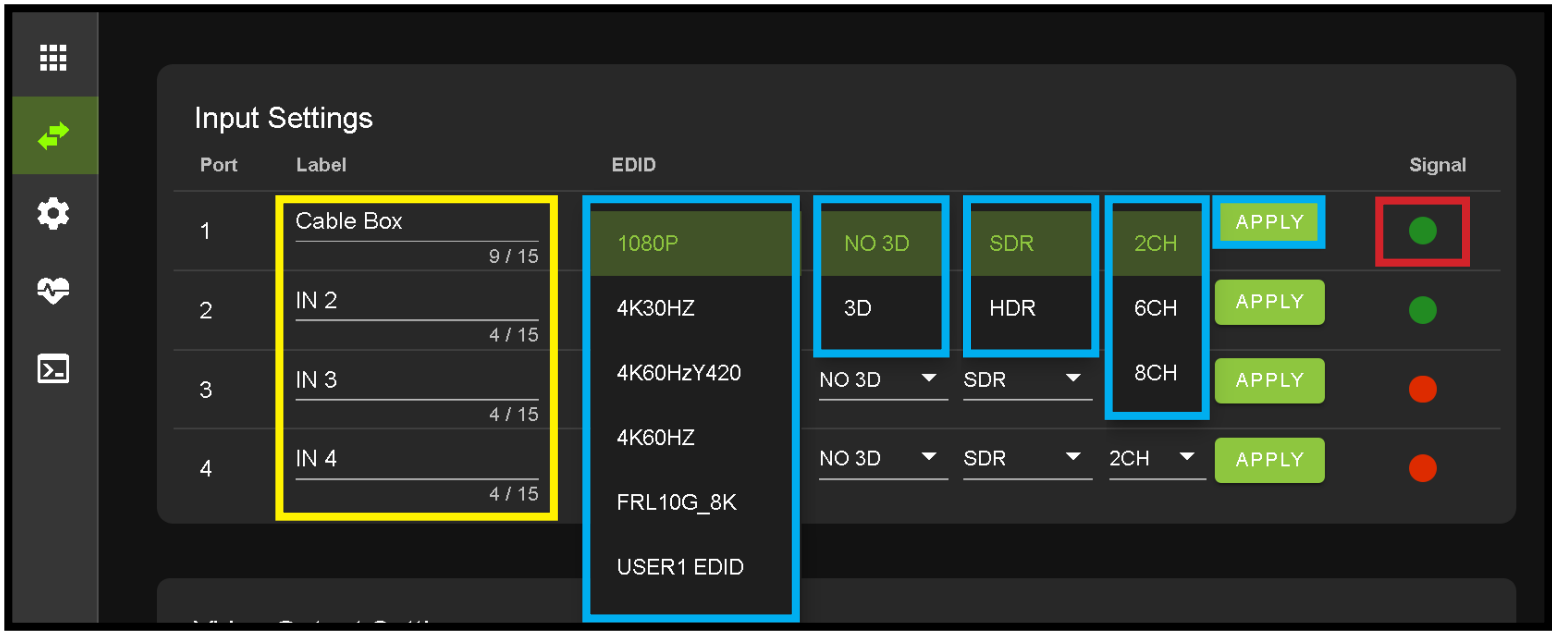 Input Settings
Port Label EDID Signal
1 Cable Box 1080P NO 3D SDR 2CH APPLY
9 / 15
2 IN 2 4K30HZ 3D HDR 6CH APPLY
4 / 15
3 IN 3 4K60HzY420 NO 3D SDR 8CH APPLY
4 / 15
4K60HZ
4 IN 4 NO 3D SDR 2CH APPLY
4 / 15
FRL10G_8K
USER1 EDID